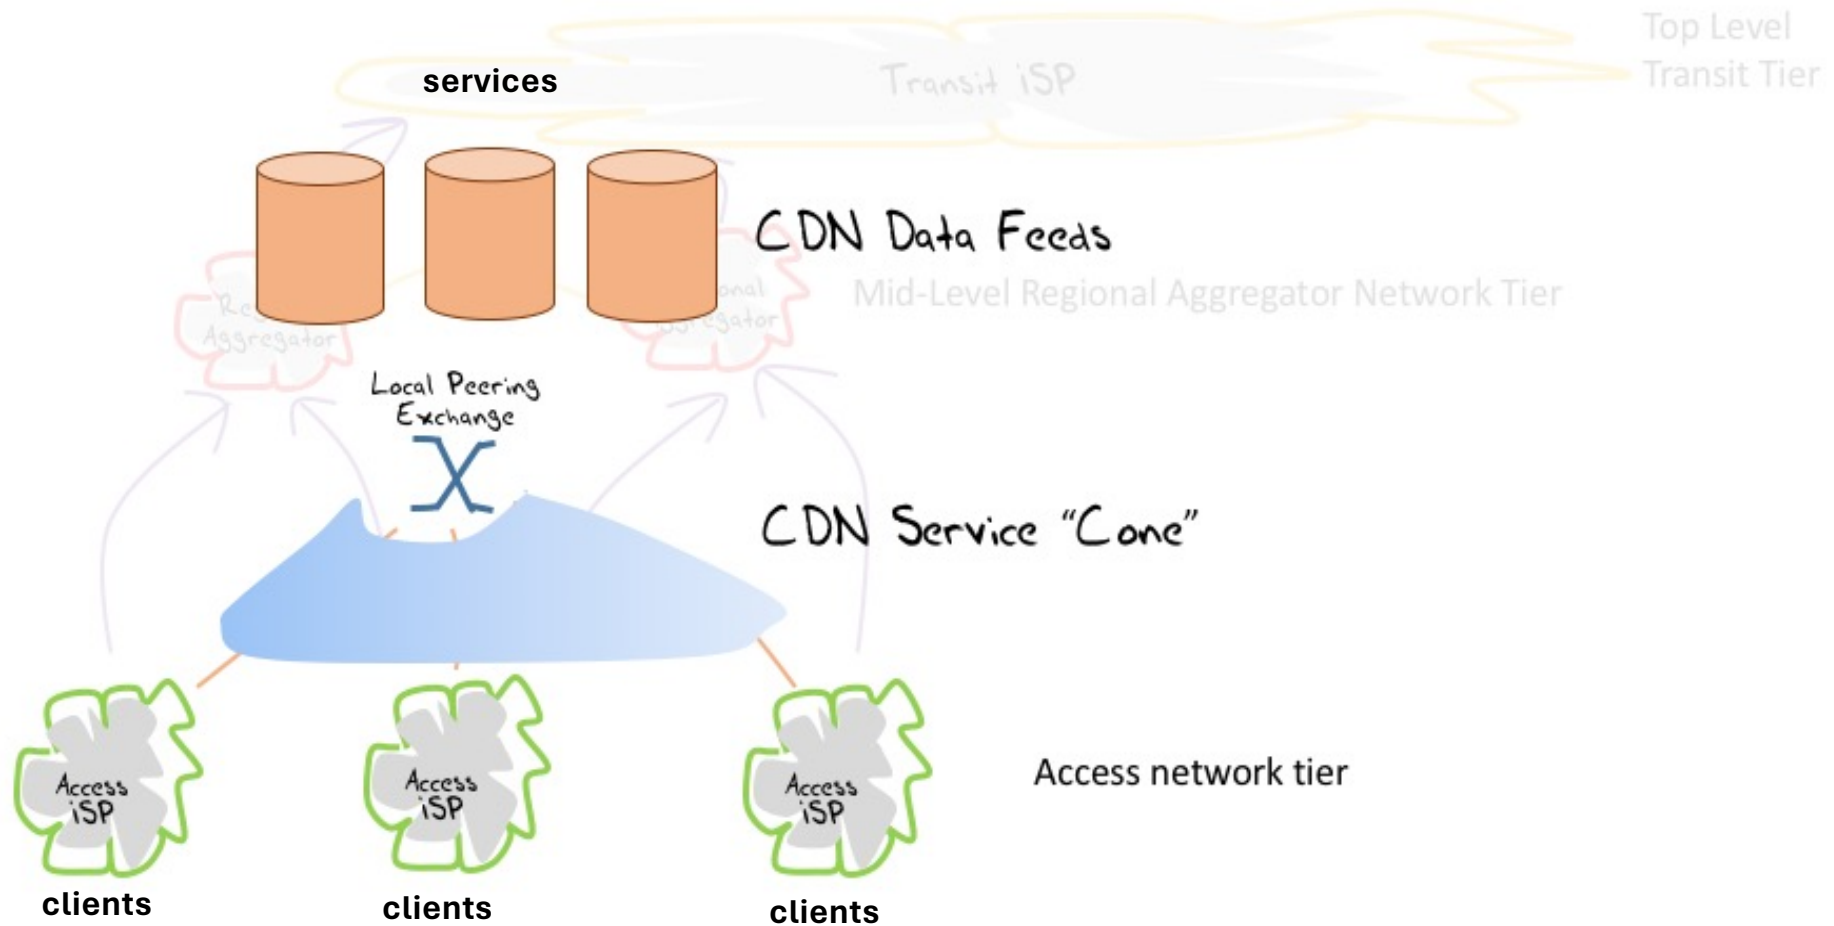 Top Level
Transit Tier
services
Transit iSP
CDN Data Feeds
Mid-Level Regional Aggregator Network Tier
Aggregator
Local Peering
Exchange
CDN Service “Cone”
Access
iSP
Access
iSP
Access
iSP
Access network tier
clients
clients
clients